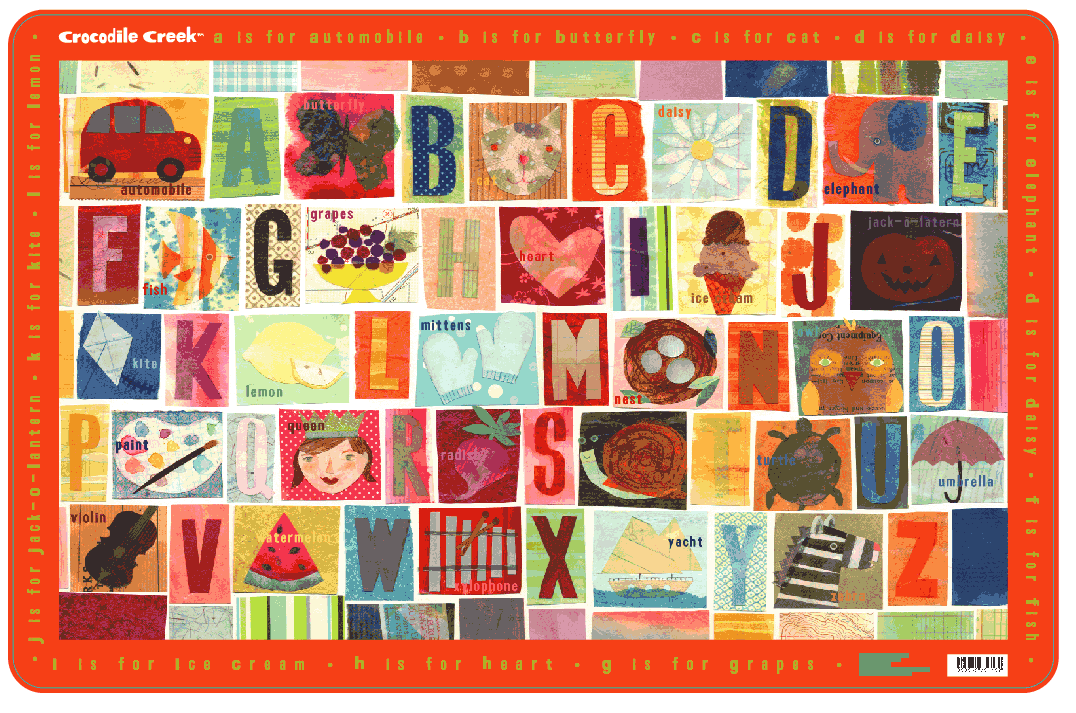 Crocodile Creek™ a is for automobile • b is for butterfly • c is for cat • d is for daisy •
e is for elephant • d is for daisy • f is for fish •
automobile A butterfly B C daisy D elephant E
F fish G grapes H heart I ice cream J jack-o-latern
kite K lemon L mittens M nest N O
P paint Q queen R radish S turtle U umbrella
violin V watermelon W xylophone X yacht Y zebra Z
I is for Ice cream • h is for heart • g is for grapes •
J is for Jack-o-lantern • k is for kite • l is for lemon •